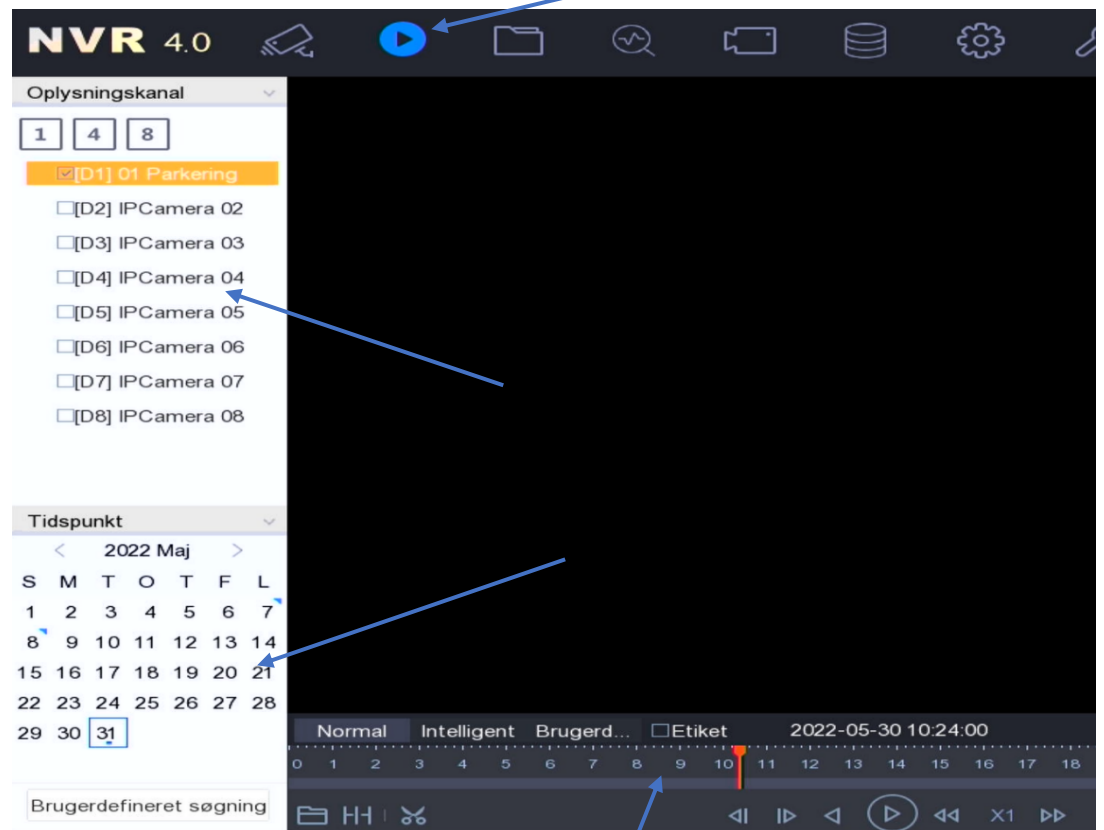 NVR 4.0
Oplysningskanal
1 4 8
[D1] 01 Parkering
[D2] IPCamera 02
[D3] IPCamera 03
[D4] IPCamera 04
[D5] IPCamera 05
[D6] IPCamera 06
[D7] IPCamera 07
[D8] IPCamera 08
Tidspunkt
< 2022 Maj >
S M T O T F L
1 2 3 4 5 6 7
8 9 10 11 12 13 14
15 16 17 18 19 20 21
22 23 24 25 26 27 28
29 30 31
Brugerdefineret søgning
Normal Intelligent Brugerd... Etiket 2022-05-30 10:24:00
0 1 2 3 4 5 6 7 8 9 10 11 12 13 14 15 16 17 18
X1